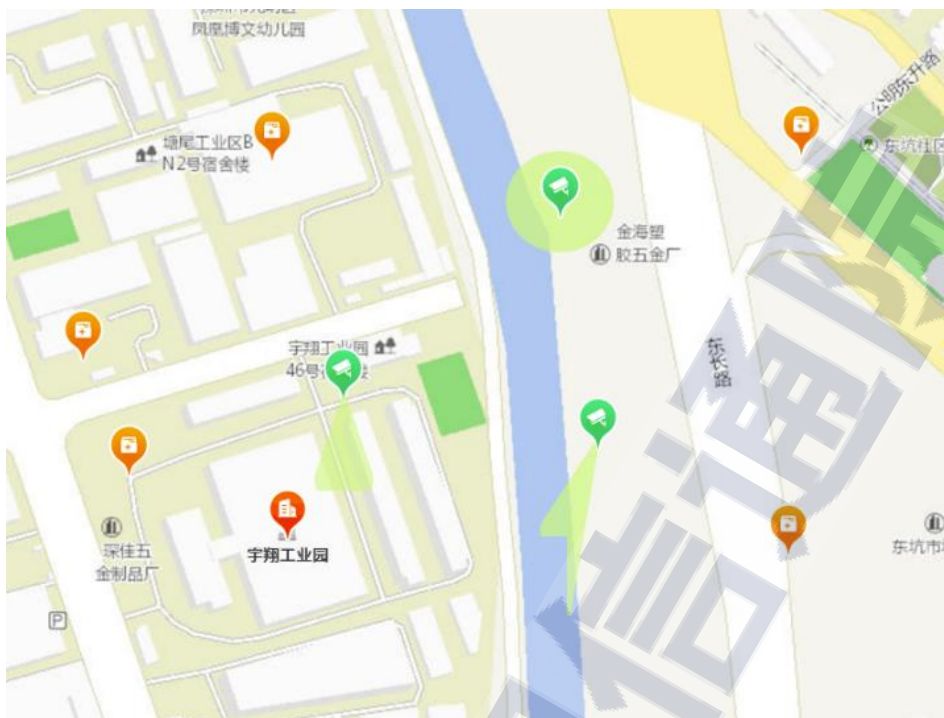 凤凰博文幼儿园
公明东升路
塘尾工业区B
N2号宿舍楼
东坑社区
金海塑
胶五金厂
宇翔工业园
46号
东长路
琛佳五
金制品厂
宇翔工业园
东坑市
P
信通院